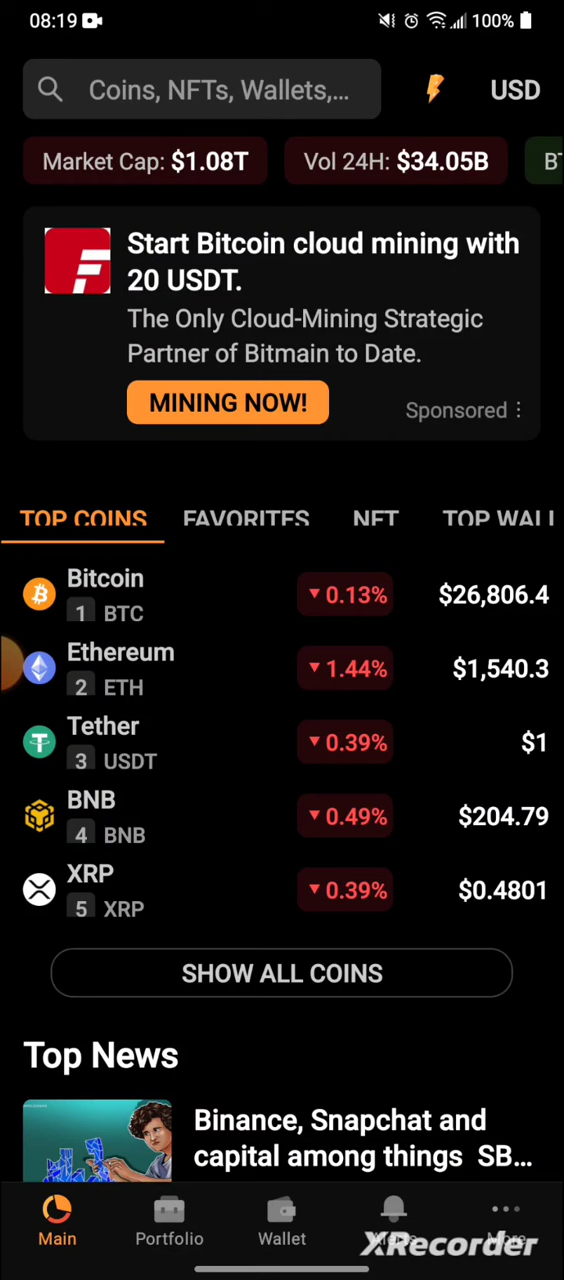 08:19 100%
Coins, NFTs, Wallets,... USD
Market Cap: $1.08T Vol 24H: $34.05B
Start Bitcoin cloud mining with
20 USDT.
The Only Cloud-Mining Strategic
Partner of Bitmain to Date.
MINING NOW!
Sponsored
TOP COINS FAVORITES NFT TOP WALL
Bitcoin
1 BTC ▼0.13% $26,806.4
Ethereum
2 ETH ▼1.44% $1,540.3
Tether
3 USDT ▼0.39% $1
BNB
4 BNB ▼0.49% $204.79
XRP
5 XRP ▼0.39% $0.4801
SHOW ALL COINS
Top News
Binance, Snapchat and
capital among things SB...
Main Portfolio Wallet Alerts More
XRecorder